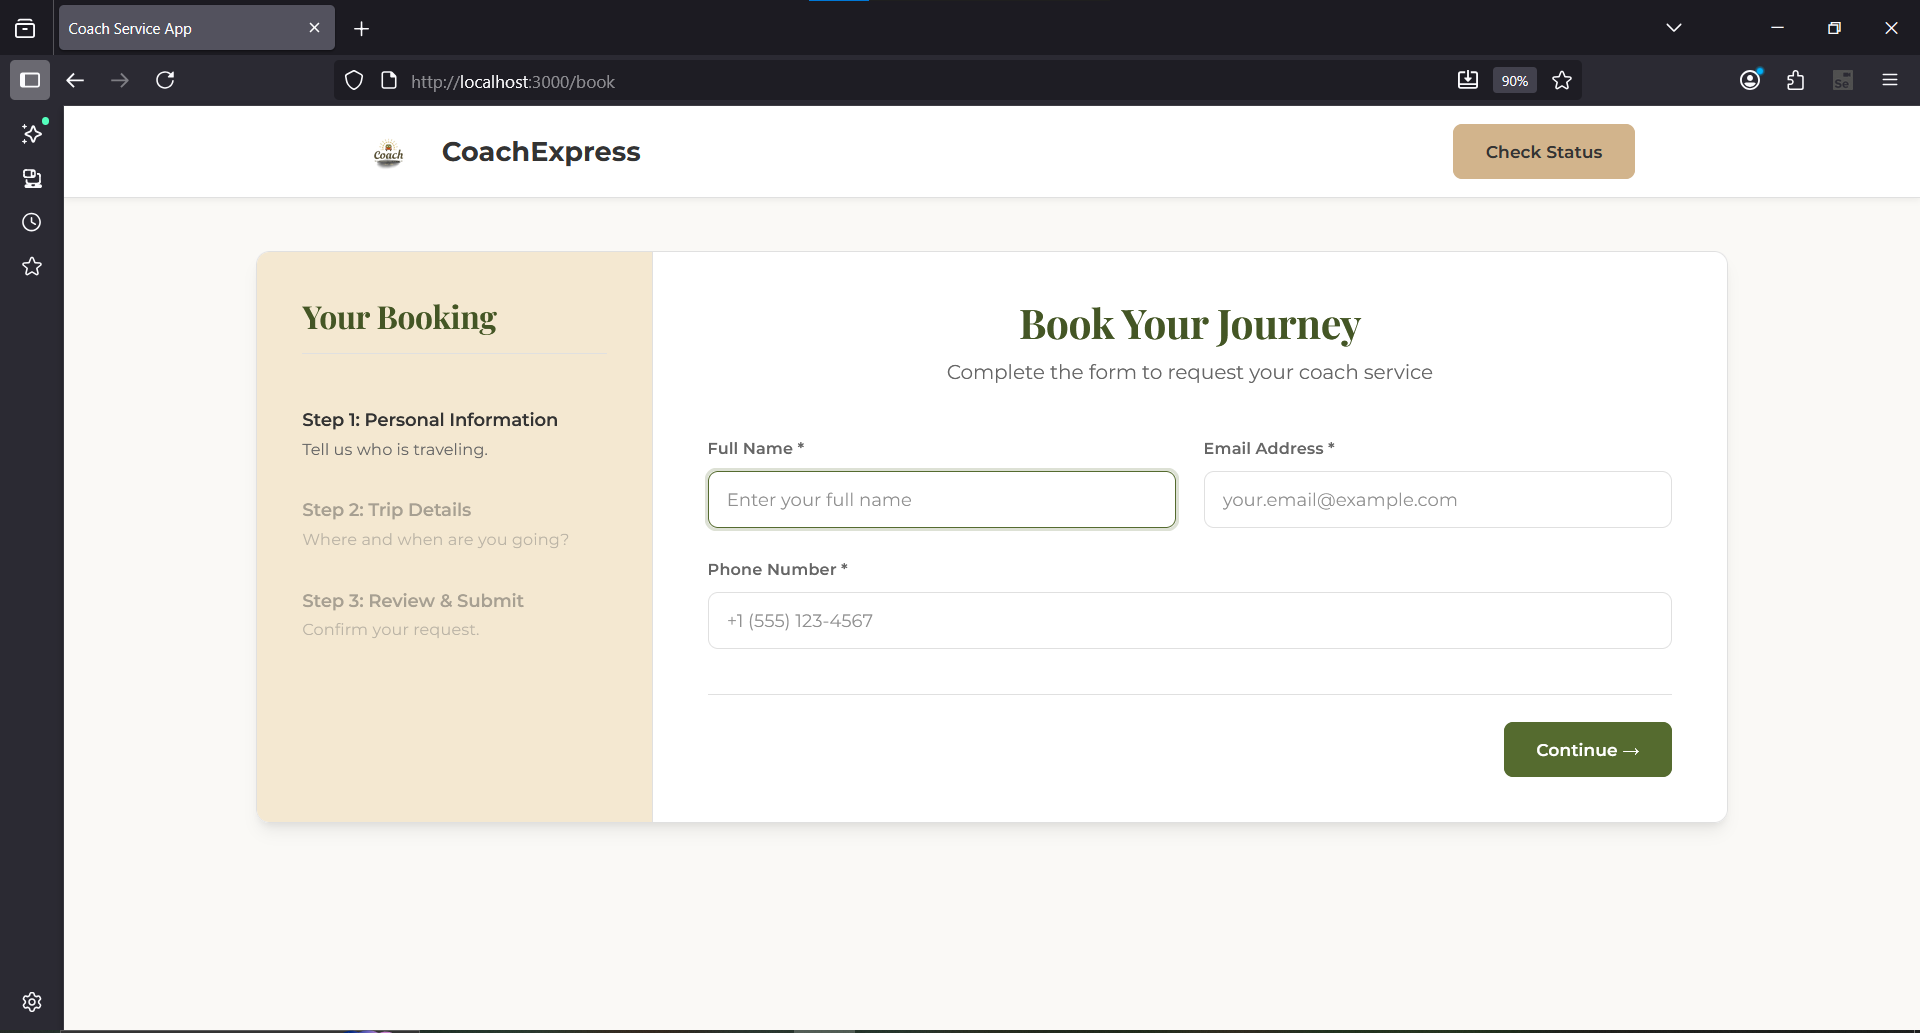 Coach Service App
http://localhost:3000/book
90%
Se
Coach
CoachExpress
Check Status
Your Booking
Step 1: Personal Information
Tell us who is traveling.
Step 2: Trip Details
Where and when are you going?
Step 3: Review & Submit
Confirm your request.
Book Your Journey
Complete the form to request your coach service
Full Name *
Email Address *
Enter your full name
your.email@example.com
Phone Number *
+1 (555) 123-4567
Continue →